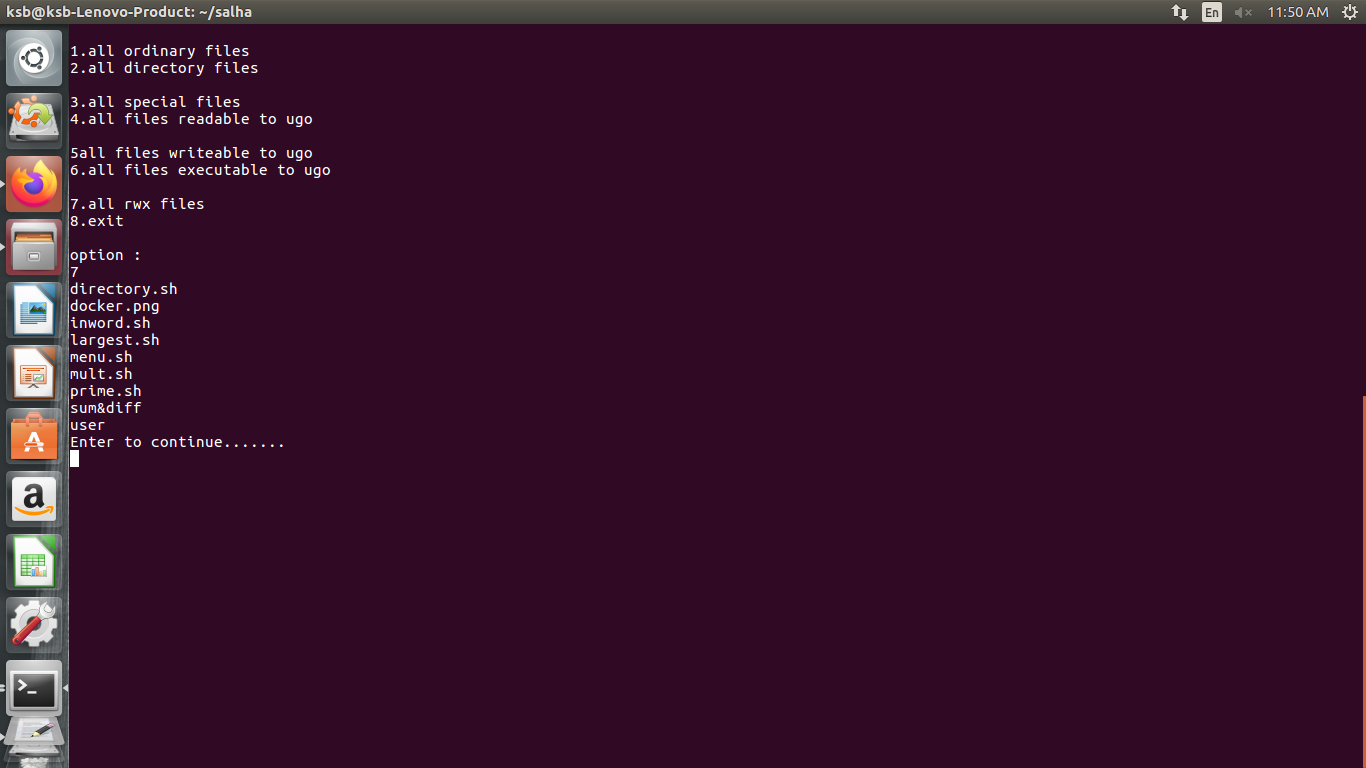 ksb@ksb-Lenovo-Product: ~/salha
En
11:50 AM
1.all ordinary files
2.all directory files
3.all special files
4.all files readable to ugo
5all files writeable to ugo
6.all files executable to ugo
7.all rwx files
8.exit
option :
7
directory.sh
docker.png
inword.sh
largest.sh
menu.sh
mult.sh
prime.sh
sum&diff
user
Enter to continue.......